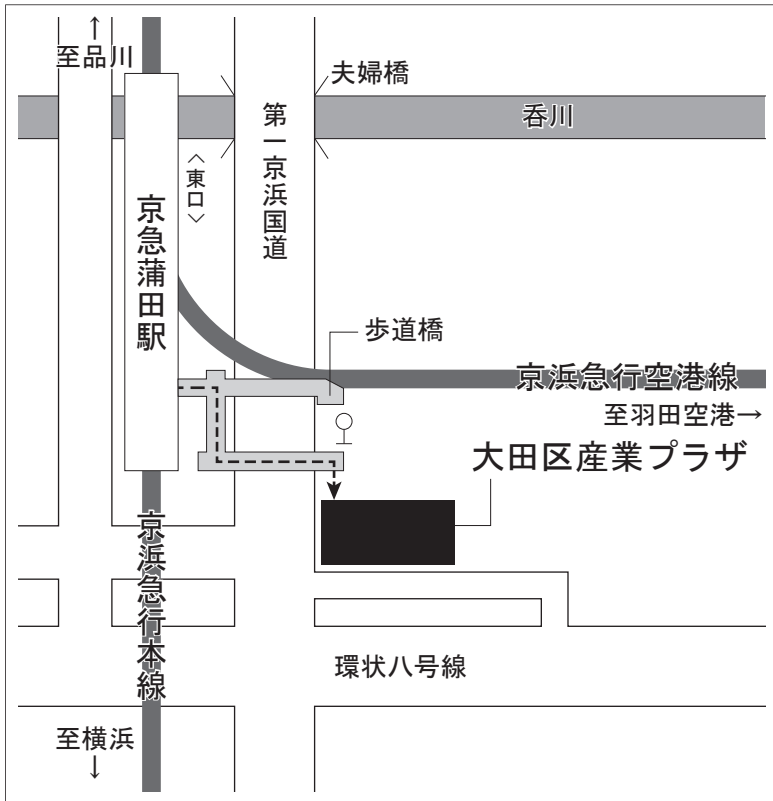 ↑
至品川
夫婦橋
呑川
第一京浜国道
〈東口〉
京急蒲田駅
歩道橋
京浜急行空港線
至羽田空港→
大田区産業プラザ
京浜急行本線
環状八号線
至横浜
↓